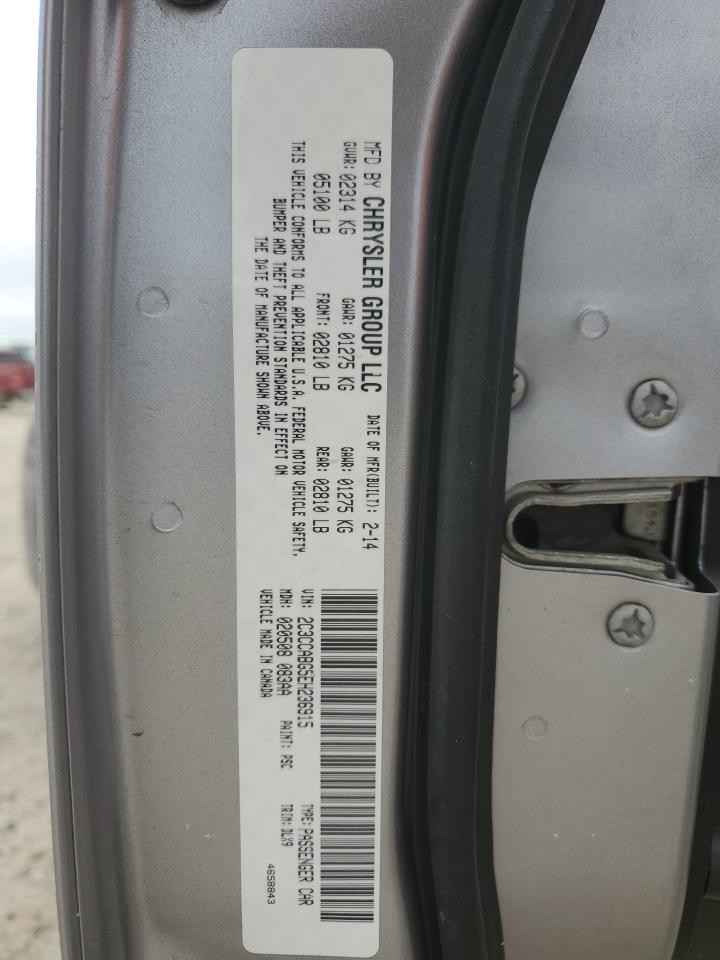 MFD BY CHRYSLER GROUP LLC DATE OF MFR(BUILT): 2-14
GVWR: 02314 KG GAWR: 01275 KG GAWR: 01275 KG
05100 LB FRONT: 02810 LB REAR: 02810 LB
THIS VEHICLE CONFORMS TO ALL APPLICABLE U.S.A. FEDERAL MOTOR VEHICLE SAFETY,
BUMPER AND THEFT PREVENTION STANDARDS IN EFFECT ON
THE DATE OF MANUFACTURE SHOWN ABOVE.
VIN: 2C3CCABG5EH236915 TYPE: PASSENGER CAR
MDH: 020508 083AA PAINT: PSC TRIM: DLX9
VEHICLE MADE IN CANADA 4658843